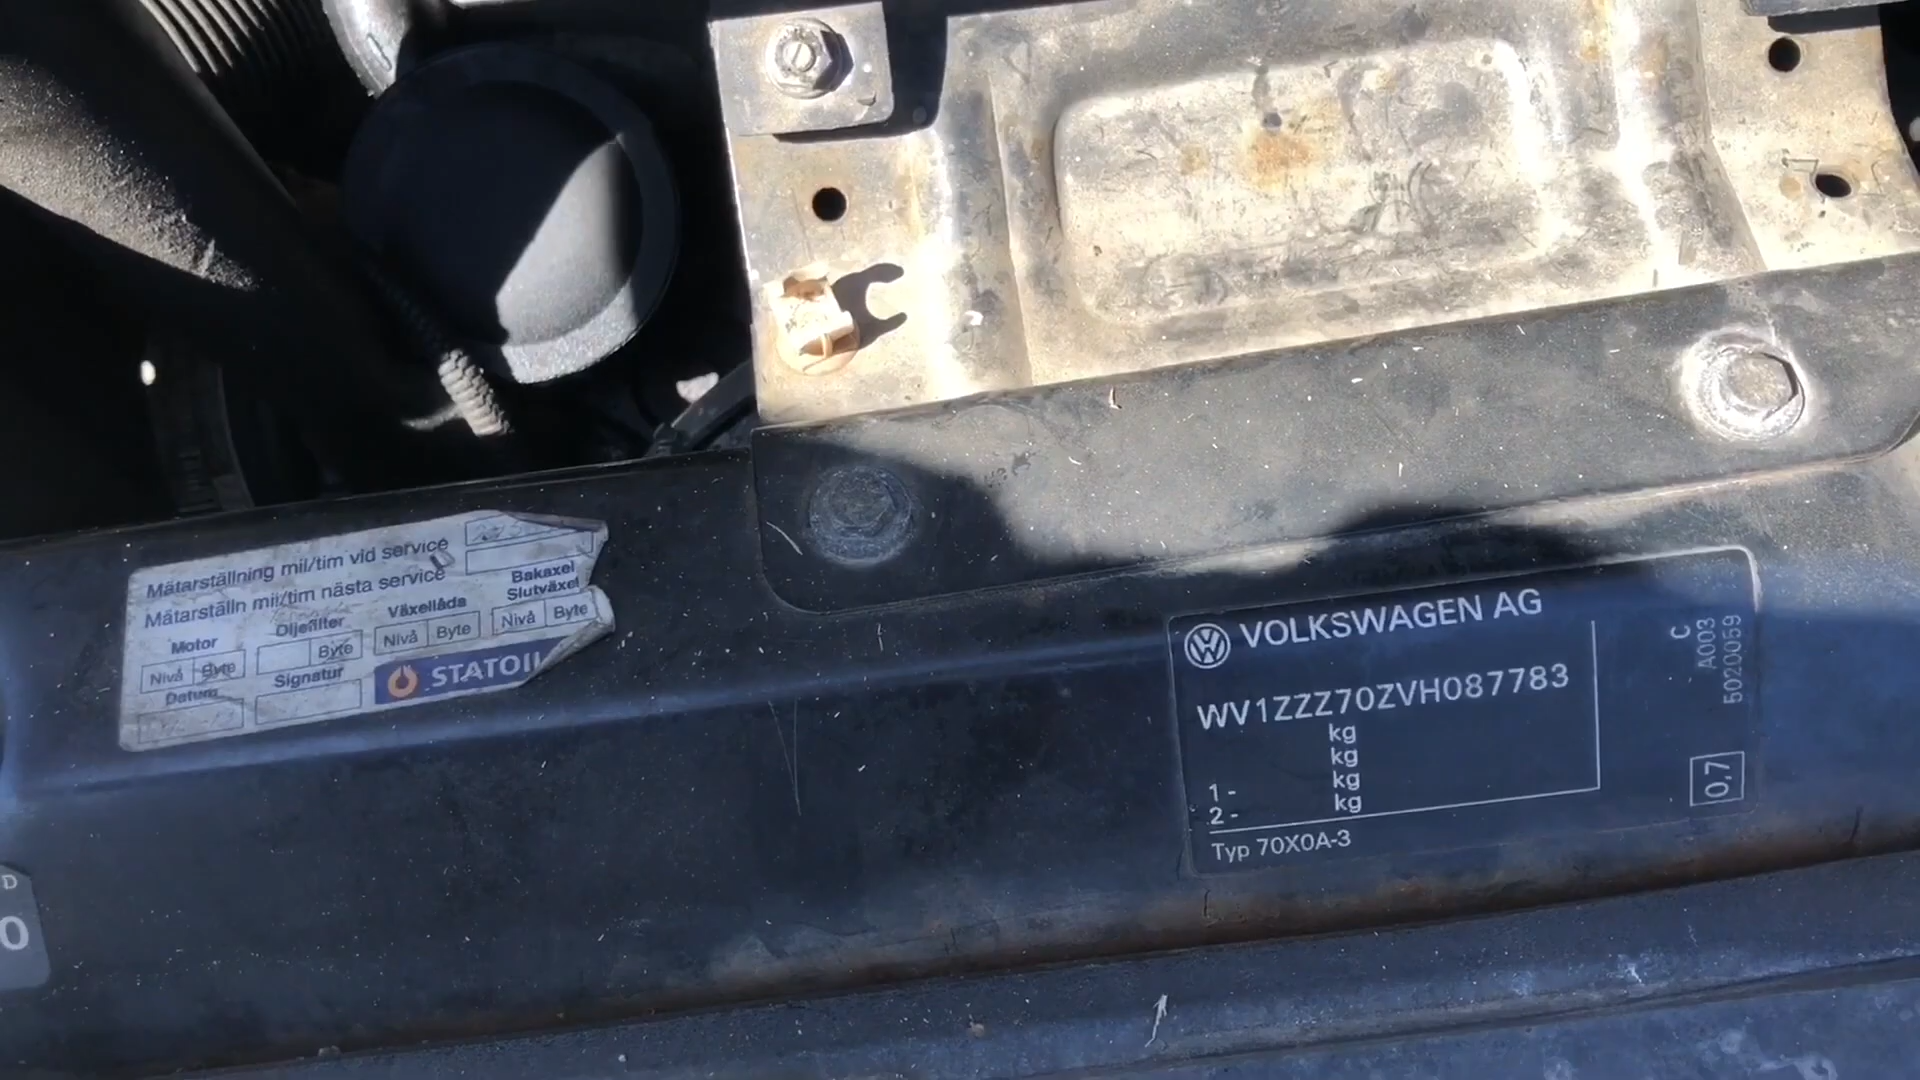 Mätarställning mil/tim vid service
Mätarställn mil/tim nästa service
Motor
Oljefilter
Växellåda
Bakaxel
Slutväxel
Nivå Byte
Byte
Nivå Byte
Nivå Byte
Datum
Signatur
STATOIL
D
0
VOLKSWAGEN AG
WV1ZZZ70ZVH087783
kg
kg
1 - kg
2 - kg
Typ 70X0A-3
C
A003
5020059
0,7